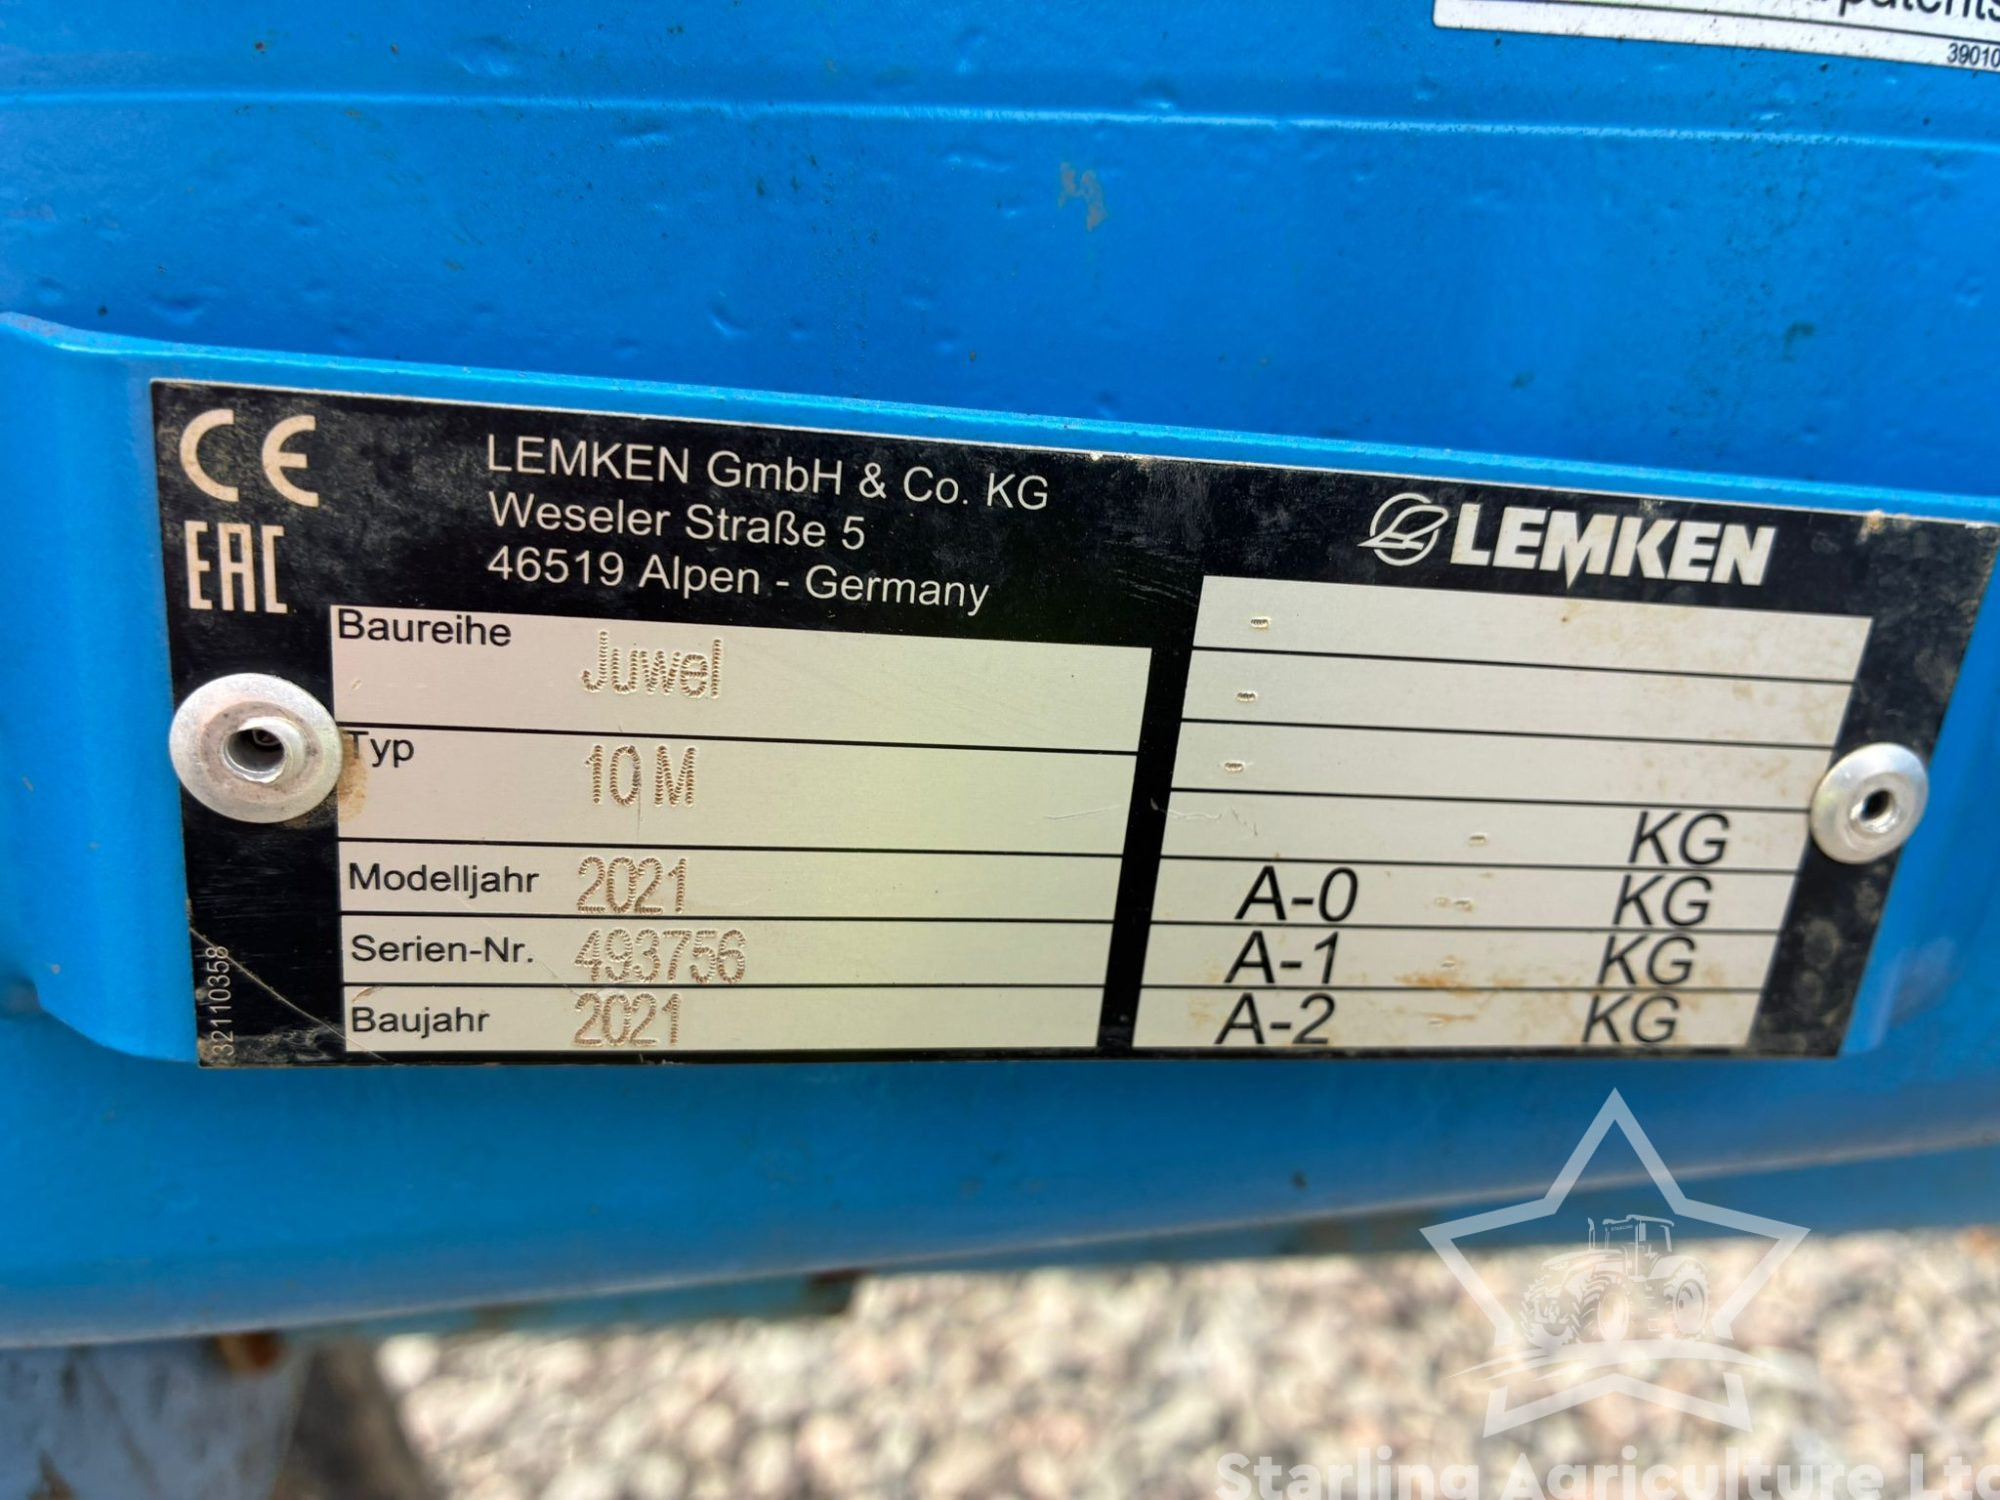 39010
CE
EAC
LEMKEN GmbH & Co. KG
Weseler Straße 5
46519 Alpen - Germany
LEMKEN
Baureihe Juwel
Typ 10M
Modelljahr 2021
Serien-Nr. 493756
Baujahr 2021
-
-
-
- KG
A-0 - KG
A-1 - KG
A-2 - KG
32110358
Starling Agriculture Ltd